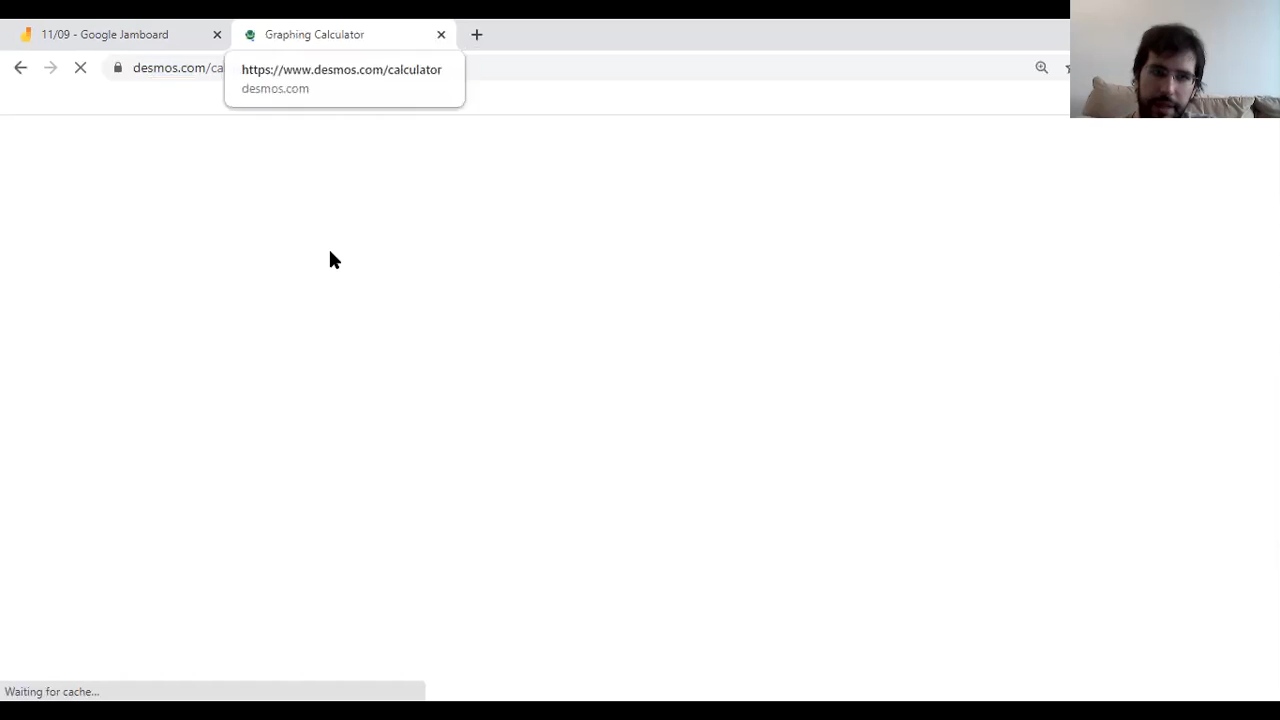 11/09 - Google Jamboard
Graphing Calculator
desmos.com/ca
https://www.desmos.com/calculator
desmos.com
Waiting for cache...